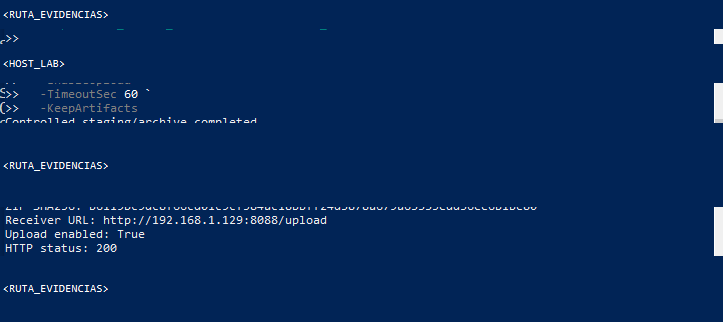 <RUTA_EVIDENCIAS>
>>
<HOST_LAB>
>>   -TimeoutSec 60 `
>>   -KeepArtifacts
Controlled staging/archive completed
<RUTA_EVIDENCIAS>
Receiver URL: http://192.168.1.129:8088/upload
Upload enabled: True
HTTP status: 200
<RUTA_EVIDENCIAS>